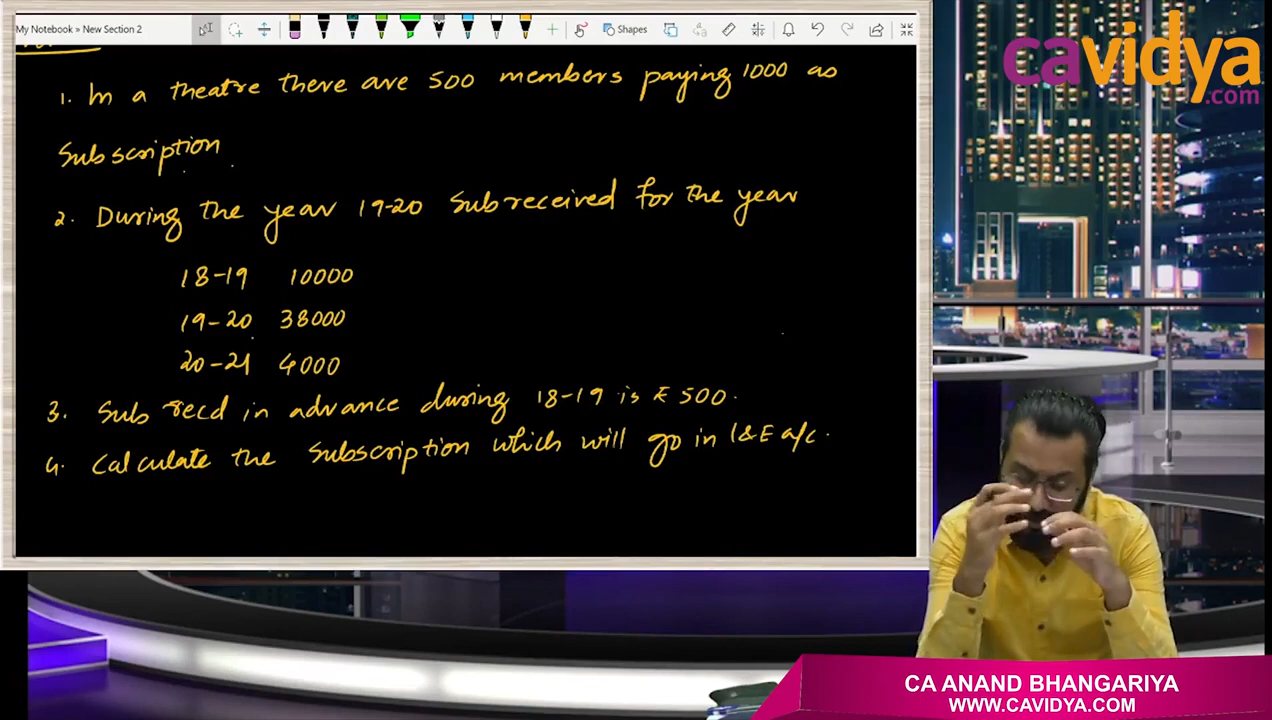 My Notebook » New Section 2
Shapes
cavidya
.com
1. In a theatre there are 500 members paying 1000 as
Subscription.
2. During the year 19-20 Sub received for the year
18-19 10000
19-20 38000
20-21 4000
3. Sub recd in advance during 18-19 is ₹ 500.
4. Calculate the Subscription which will go in I&E a/c.
CA ANAND BHANGARIYA
WWW.CAVIDYA.COM